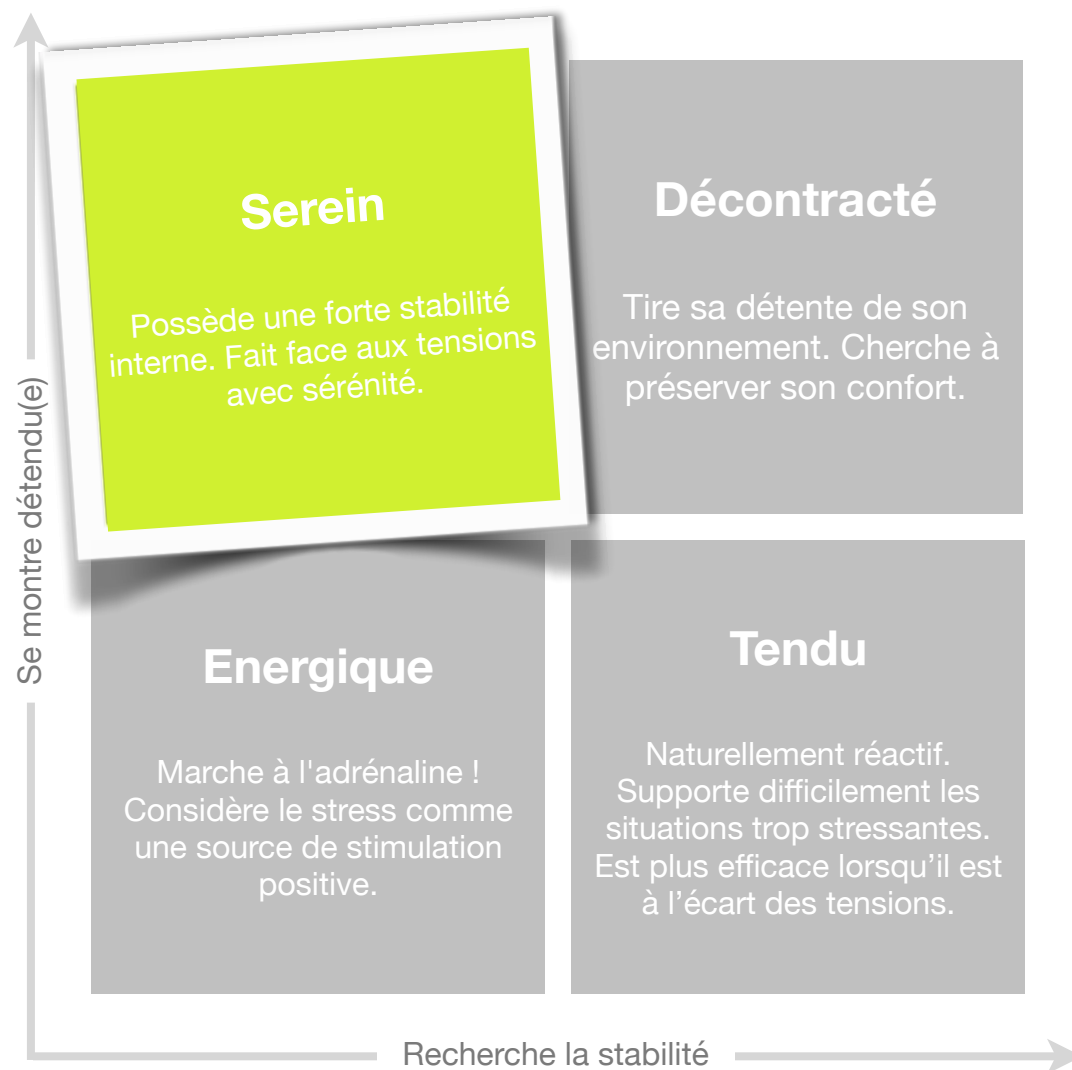 Se montre détendu(e)
Serein
Possède une forte stabilité
interne. Fait face aux tensions
avec sérénité.
Décontracté
Tire sa détente de son
environnement. Cherche à
préserver son confort.
Energique
Marche à l'adrénaline !
Considère le stress comme
une source de stimulation
positive.
Tendu
Naturellement réactif.
Supporte difficilement les
situations trop stressantes.
Est plus efficace lorsqu’il est
à l’écart des tensions.
Recherche la stabilité